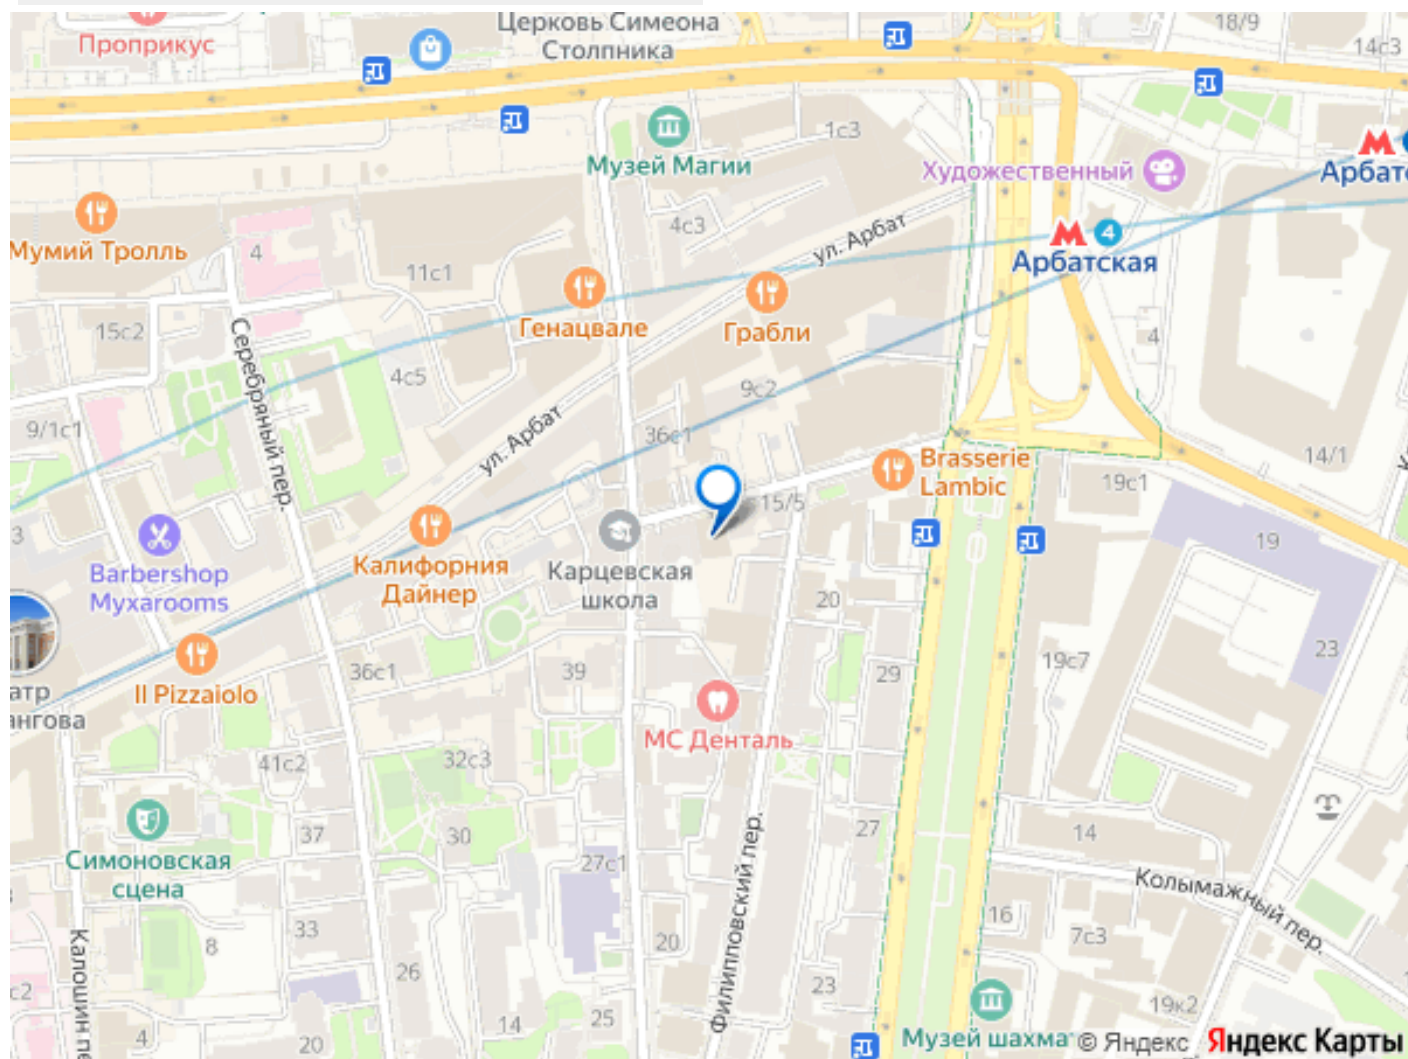 Церковь Симеона
Столпника
18/9
Проприкус
14с3
1с3
Музей Магии
Художественный
4с3
ул. Арбат
Мумий Тролль
4
11с1
4
Арбатская
Генацвале
Грабли
15с2
Серебряный пер.
4с5
4
9с2
9/1с1
ул. Арбат
36с1
14/1
Brasserie
Lambic
19с1
15/5
3
19
Barbershop
Мухаrooms
Калифорния
Дайнер
Карцевская
школа
20
23
36с1
39
29
19с7
Il Pizzaiolo
МС Денталь
41с2
32с3
37
30
27
14
Симоновская
сцена
27с1
Филипповский пер.
Колымажный пер.
16
7с3
33
8
26
20
23
19к2
14
25
4
20
Музей шахмат
© Яндекс
Яндекс Карты